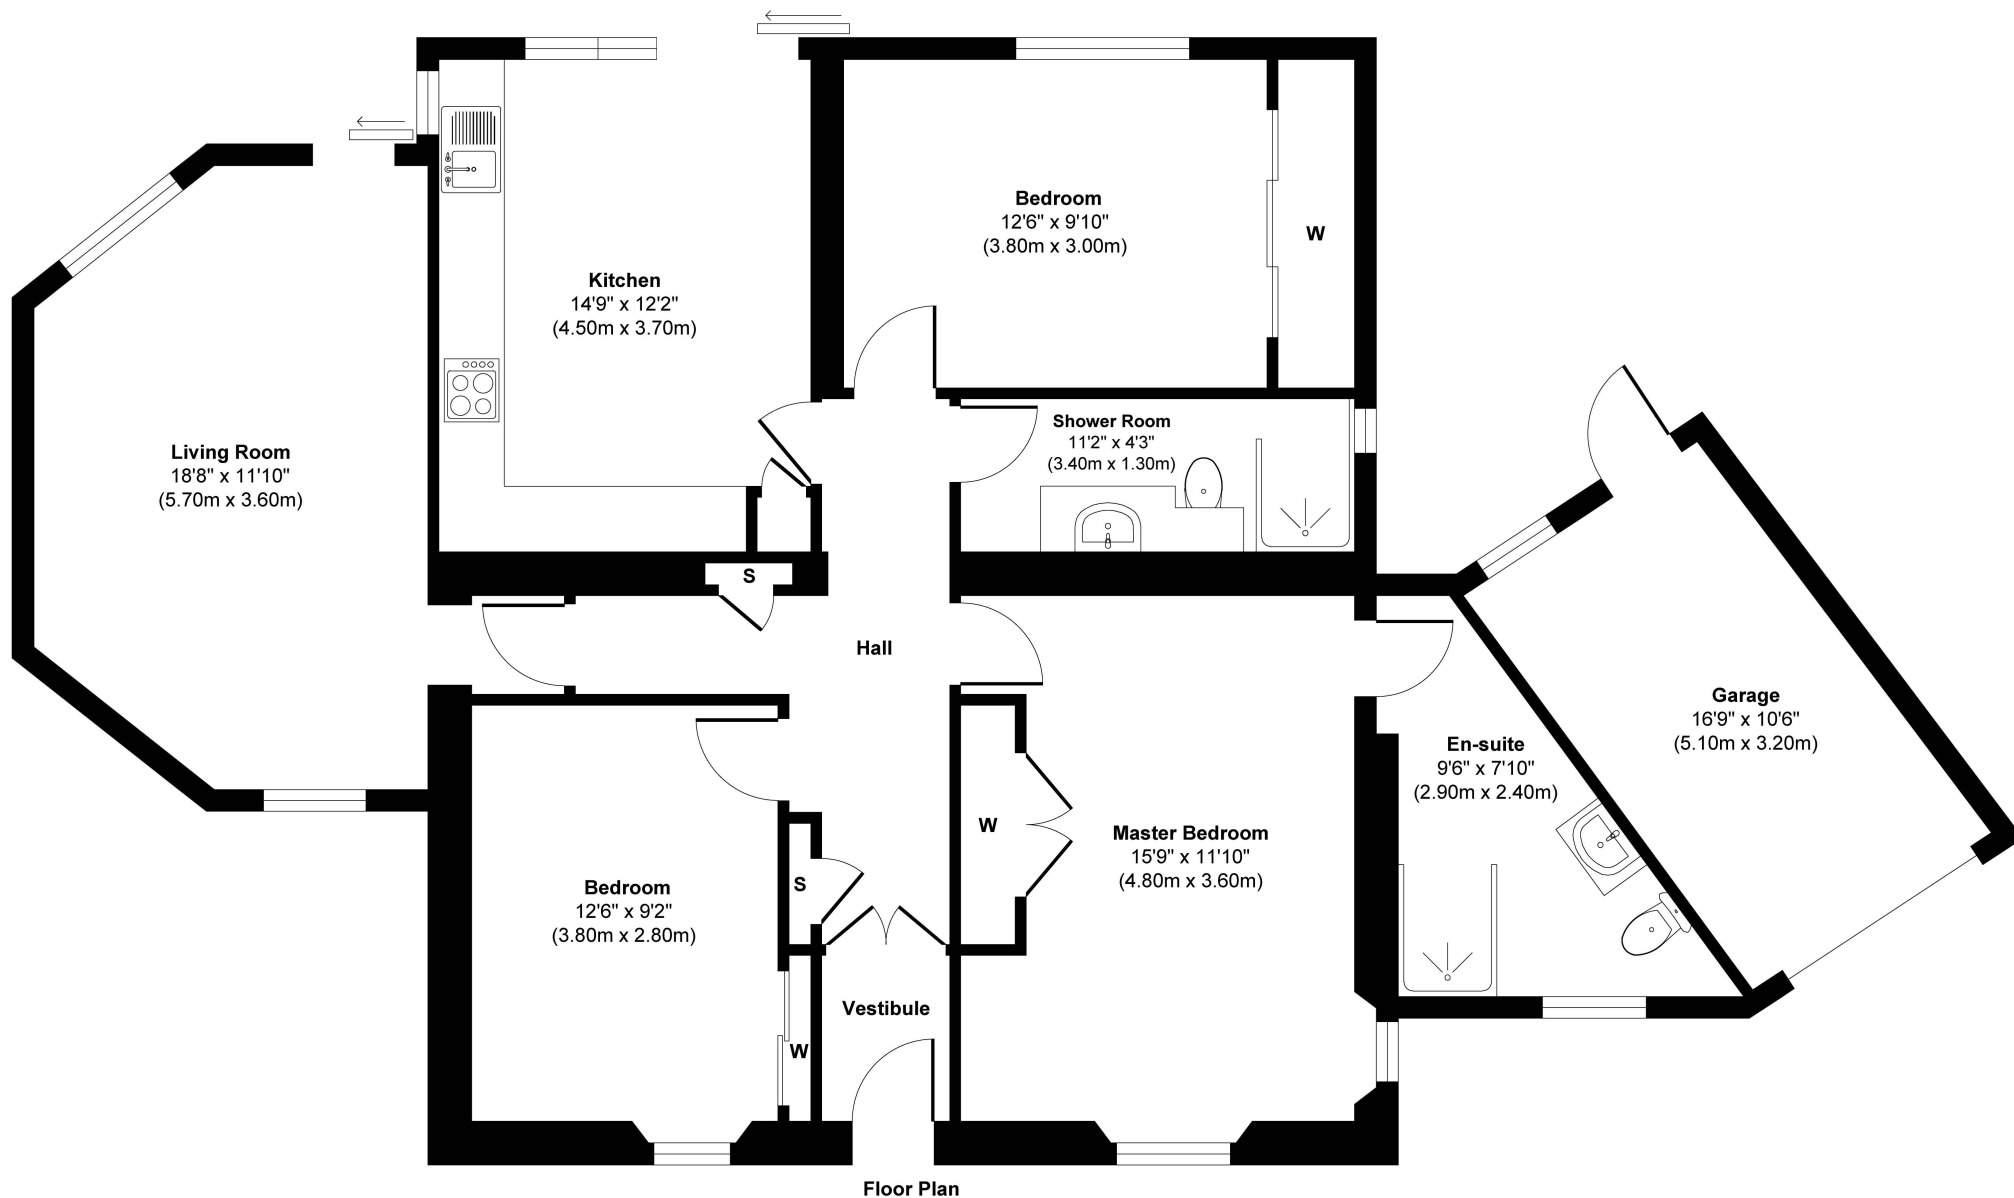 Bedroom
12'6" x 9'10"
(3.80m x 3.00m)
W
Kitchen
14'9" x 12'2"
(4.50m x 3.70m)
Living Room
18'8" x 11'10"
(5.70m x 3.60m)
Shower Room
11'2" x 4'3"
(3.40m x 1.30m)
S
Hall
Garage
16'9" x 10'6"
(5.10m x 3.20m)
En-suite
9'6" x 7'10"
(2.90m x 2.40m)
W
Master Bedroom
15'9" x 11'10"
(4.80m x 3.60m)
Bedroom
12'6" x 9'2"
(3.80m x 2.80m)
S
Vestibule
W
Floor Plan